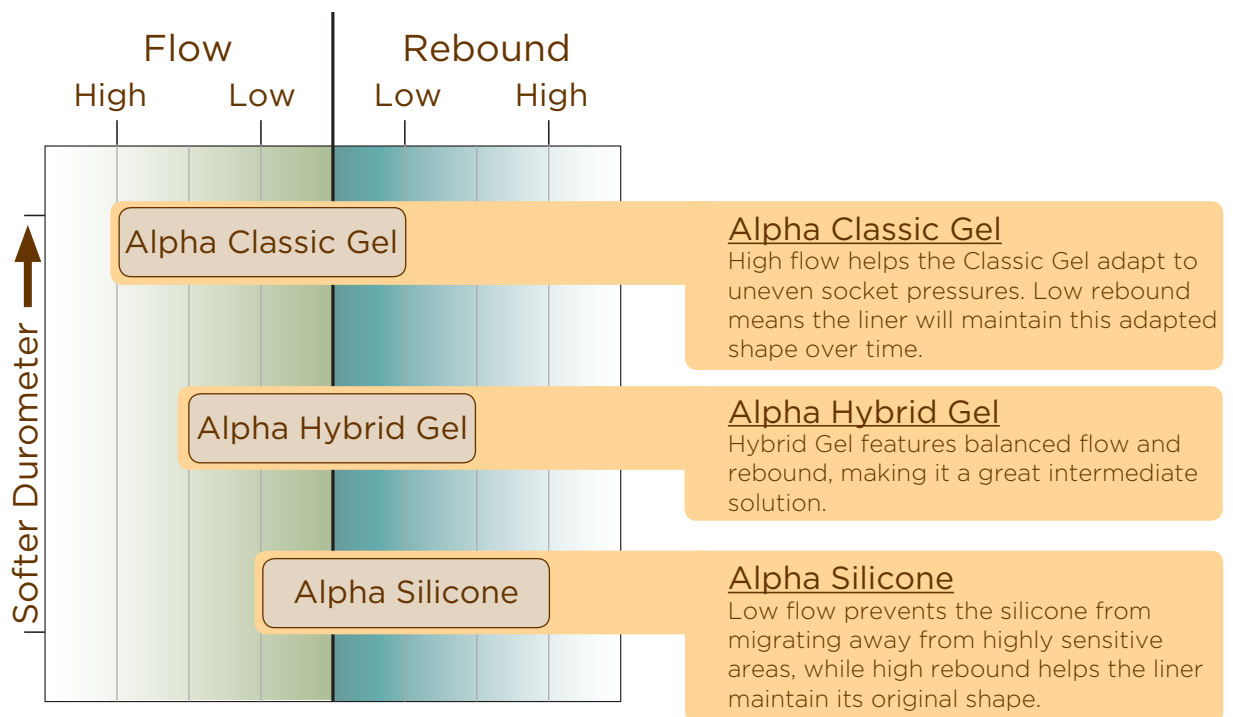 Flow
Rebound
High
Low
Low
High
Softer Durometer
Alpha Classic Gel
Alpha Classic Gel
High flow helps the Classic Gel adapt to
uneven socket pressures. Low rebound
means the liner will maintain this adapted
shape over time.
Alpha Hybrid Gel
Alpha Hybrid Gel
Hybrid Gel features balanced flow and
rebound, making it a great intermediate
solution.
Alpha Silicone
Alpha Silicone
Low flow prevents the silicone from
migrating away from highly sensitive
areas, while high rebound helps the liner
maintain its original shape.